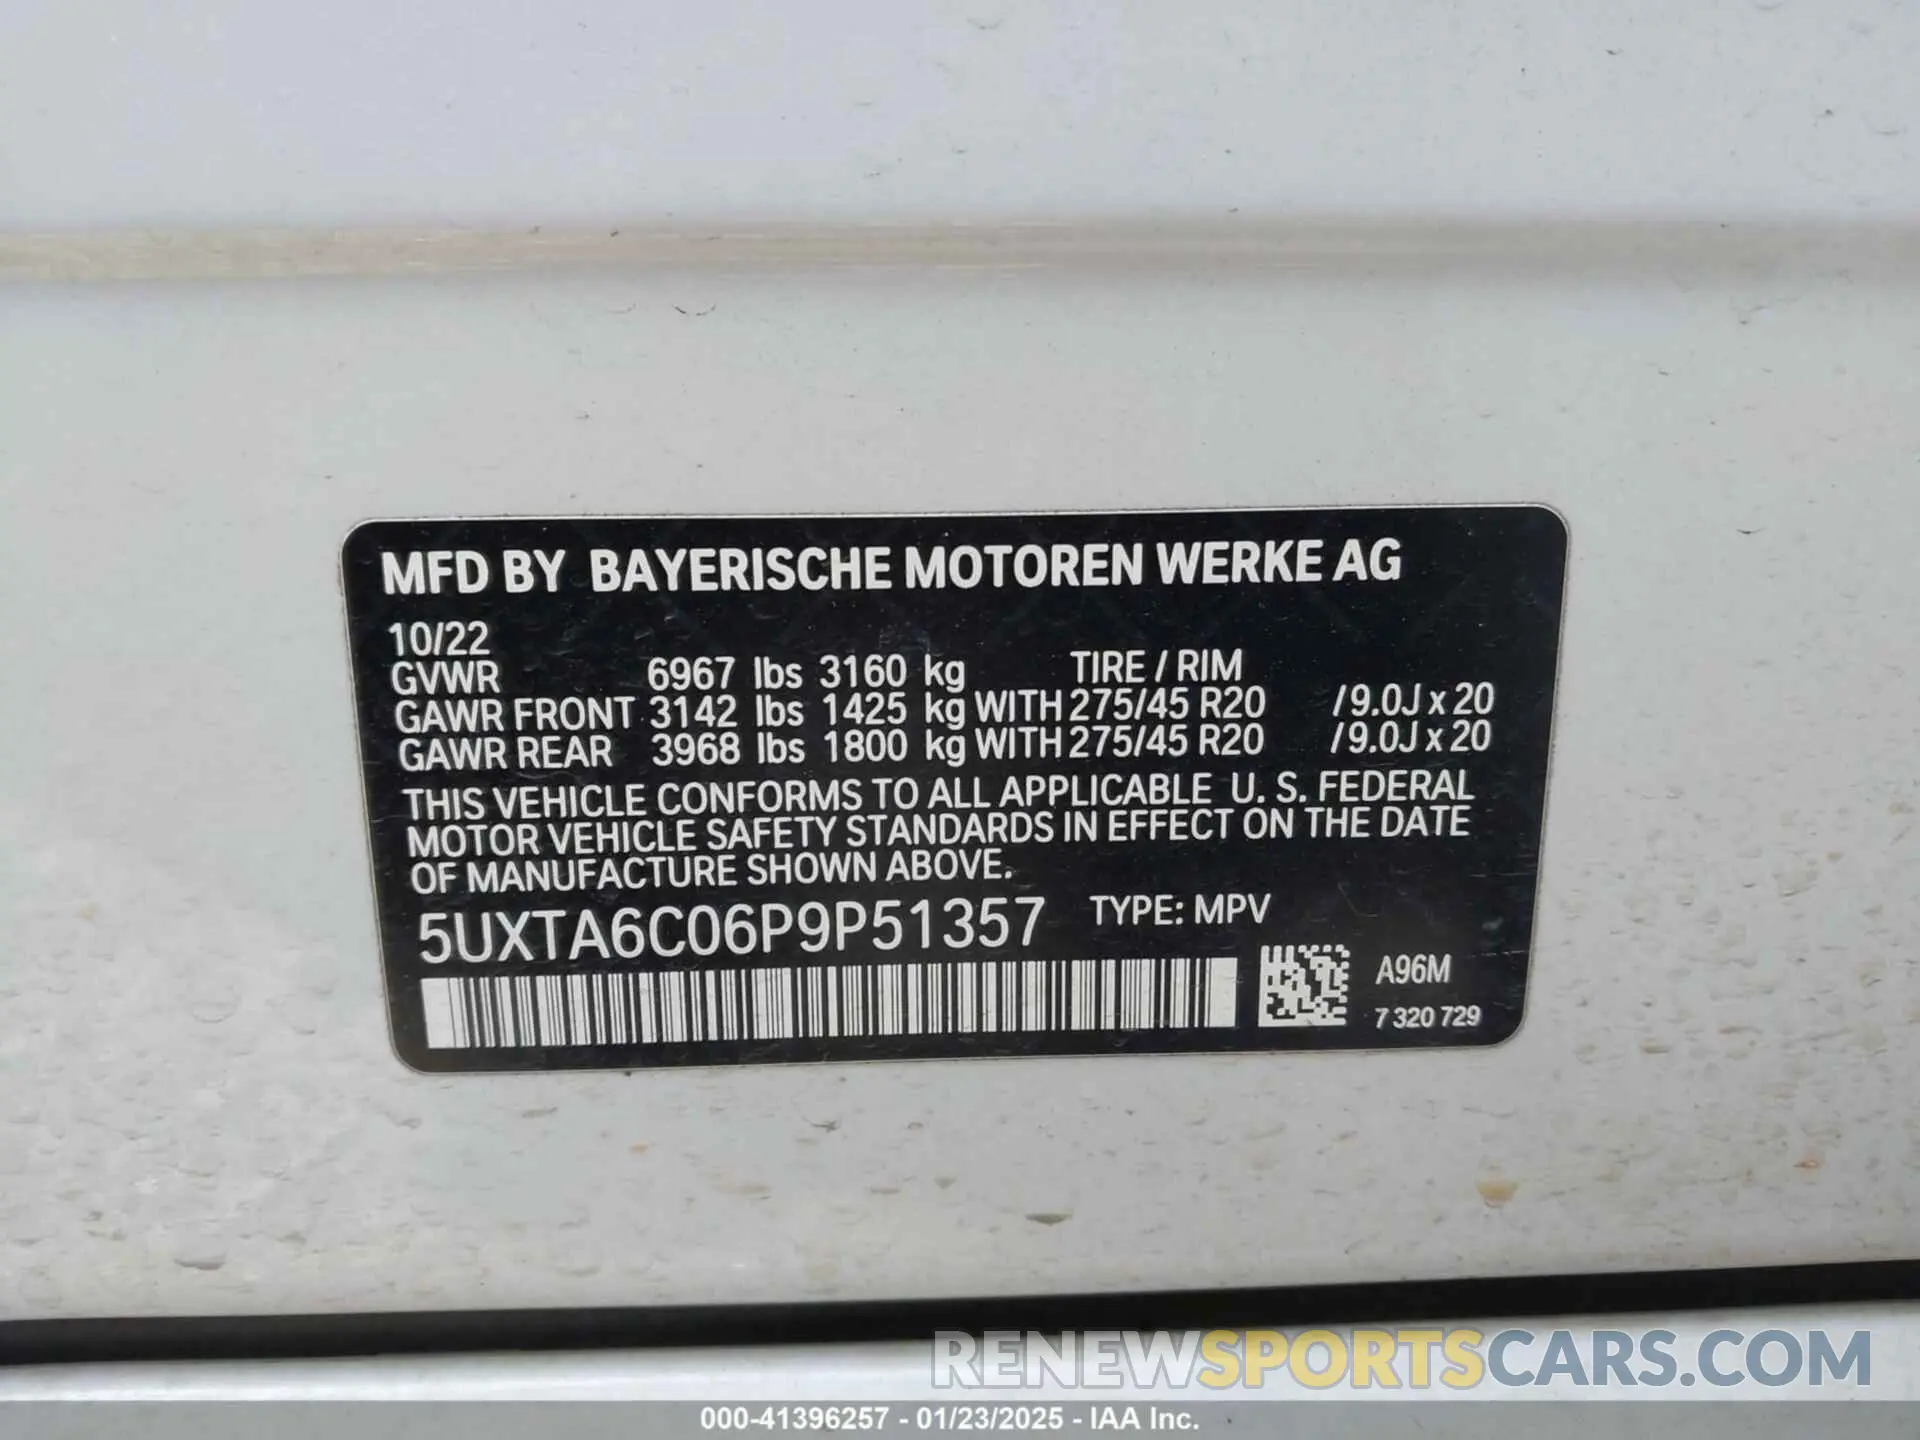 MFD BY BAYERISCHE MOTOREN WERKE AG
10/22
GVWR 6967 lbs 3160 kg TIRE / RIM
GAWR FRONT 3142 lbs 1425 kg WITH 275/45 R20 / 9.0J x 20
GAWR REAR 3968 lbs 1800 kg WITH 275/45 R20 / 9.0J x 20
THIS VEHICLE CONFORMS TO ALL APPLICABLE U. S. FEDERAL
MOTOR VEHICLE SAFETY STANDARDS IN EFFECT ON THE DATE
OF MANUFACTURE SHOWN ABOVE.
5UXTA6C06P9P51357 TYPE: MPV
A96M
7 320 729
RENEWSPORTSCARS.COM
000-41396257 - 01/23/2025 - IAA Inc.